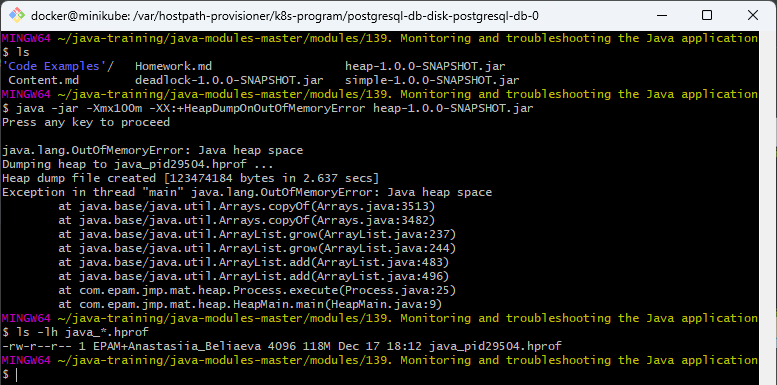 docker@minikube: /var/hostpath-provisioner/k8s-program/postgresql-db-disk-postgresql-db-0
MINGW64 ~/java-training/java-modules-master/modules/139. Monitoring and troubleshooting the Java application
$ ls
'Code Examples'/   Homework.md                   heap-1.0.0-SNAPSHOT.jar
 Content.md        deadlock-1.0.0-SNAPSHOT.jar   simple-1.0.0-SNAPSHOT.jar
MINGW64 ~/java-training/java-modules-master/modules/139. Monitoring and troubleshooting the Java application
$ java -jar -Xmx100m -XX:+HeapDumpOnOutOfMemoryError heap-1.0.0-SNAPSHOT.jar
Press any key to proceed
java.lang.OutOfMemoryError: Java heap space
Dumping heap to java_pid29504.hprof ...
Heap dump file created [123474184 bytes in 2.637 secs]
Exception in thread "main" java.lang.OutOfMemoryError: Java heap space
        at java.base/java.util.Arrays.copyOf(Arrays.java:3513)
        at java.base/java.util.Arrays.copyOf(Arrays.java:3482)
        at java.base/java.util.ArrayList.grow(ArrayList.java:237)
        at java.base/java.util.ArrayList.grow(ArrayList.java:244)
        at java.base/java.util.ArrayList.add(ArrayList.java:483)
        at java.base/java.util.ArrayList.add(ArrayList.java:496)
        at com.epam.jmp.mat.heap.Process.execute(Process.java:25)
        at com.epam.jmp.mat.heap.HeapMain.main(HeapMain.java:9)
MINGW64 ~/java-training/java-modules-master/modules/139. Monitoring and troubleshooting the Java application
$ ls -lh java_*.hprof
-rw-r--r-- 1 EPAM+Anastasiia_Beliaeva 4096 118M Dec 17 18:12 java_pid29504.hprof
MINGW64 ~/java-training/java-modules-master/modules/139. Monitoring and troubleshooting the Java application
$